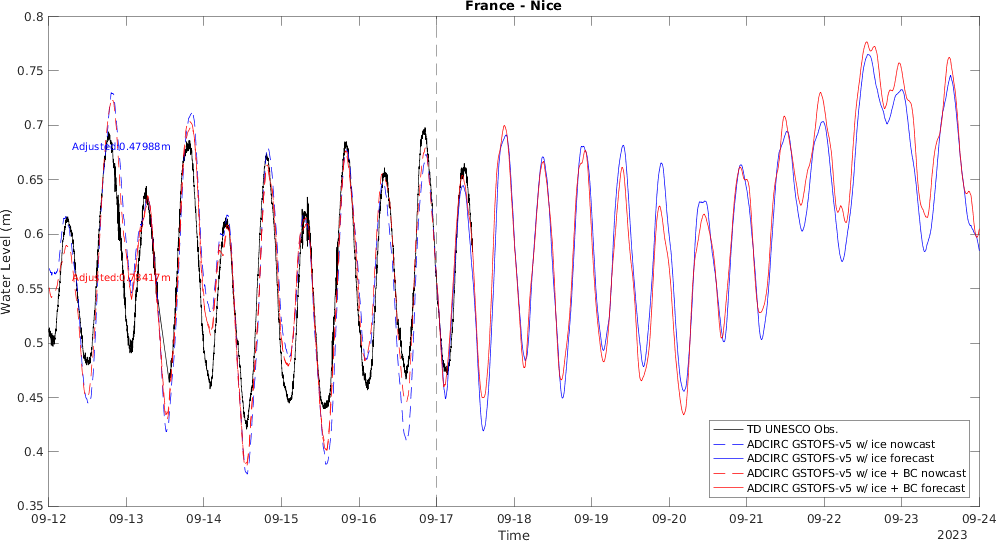 France - Nice
Water Level (m)
0.8
0.75
0.7
0.65
0.6
0.55
0.5
0.45
0.4
0.35
Adjusted:0.47988m
TD UNESCO Obs.
ADCIRC GSTOFS-v5 w/ ice nowcast
ADCIRC GSTOFS-v5 w/ ice forecast
ADCIRC GSTOFS-v5 w/ ice + BC nowcast
ADCIRC GSTOFS-v5 w/ ice + BC forecast
09-12 09-13 09-14 09-15 09-16 09-17 09-18 09-19 09-20 09-21 09-22 09-23 09-24
Time
2023